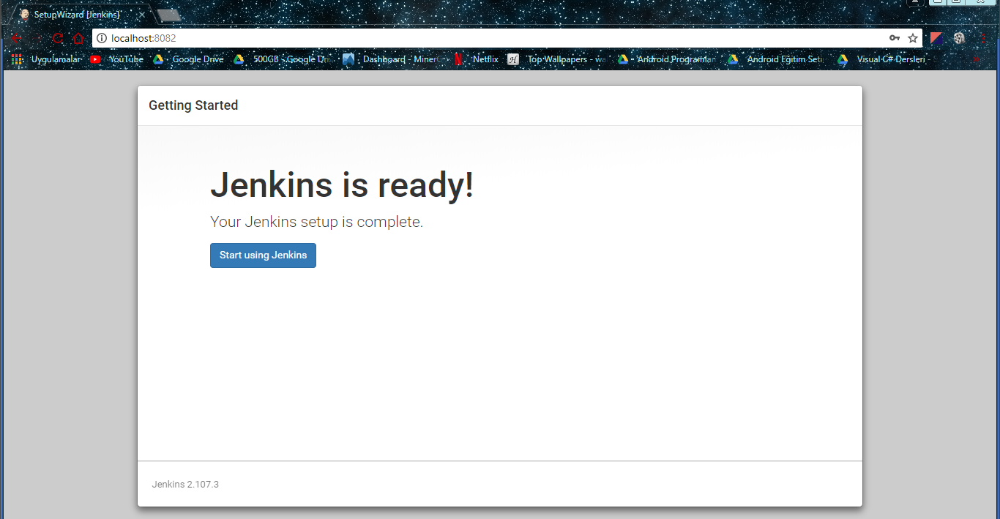 SetupWizard [Jenkins]
localhost:8082
Uygulamalar YouTube Google Drive 500GB - Google Dri Dashboard - Miner Netflix Top Wallpapers - wa Android Programlan Android Eğitim Seti Visual C# Dersleri - S
Getting Started
Jenkins is ready!
Your Jenkins setup is complete.
Start using Jenkins
Jenkins 2.107.3